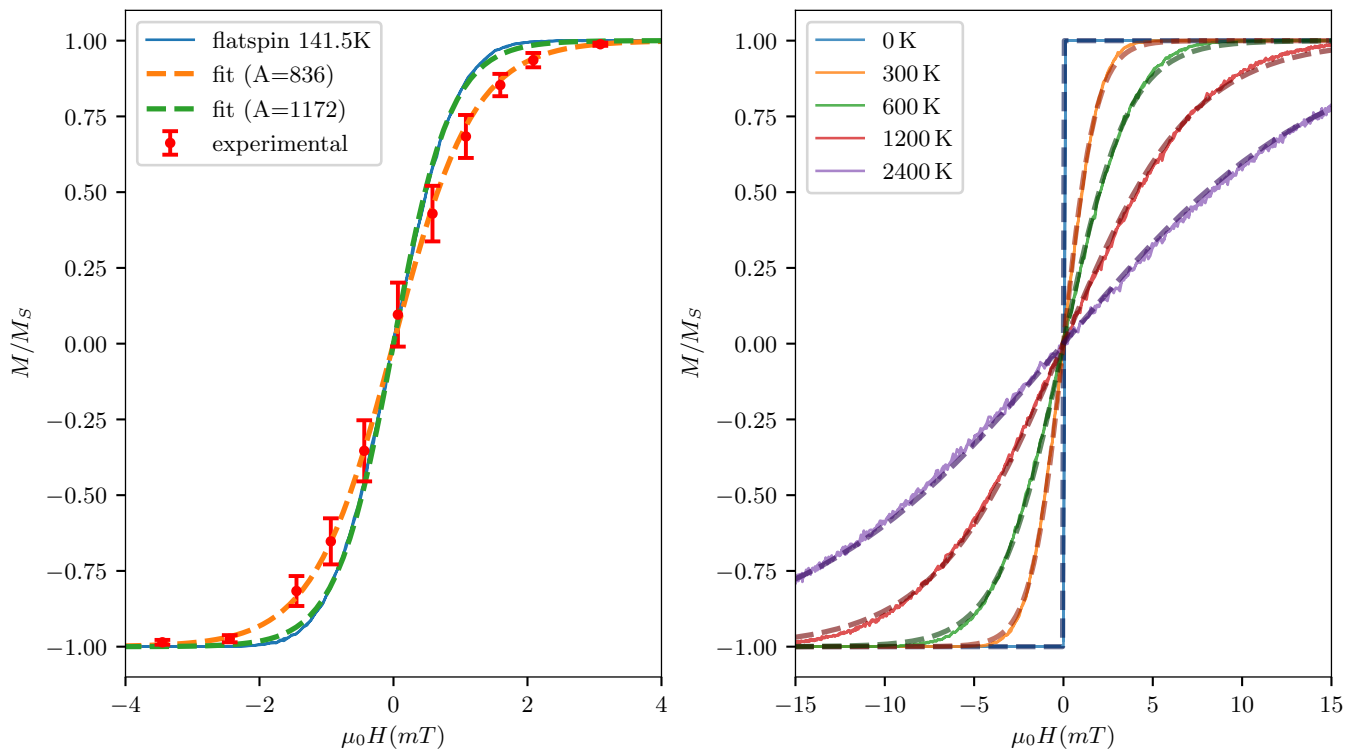 flatspin 141.5K
fit (A=836)
fit (A=1172)
experimental
1.00
0.75
0.50
0.25
0.00
−0.25
−0.50
−0.75
−1.00
M/M_S
−4
−2
0
2
4
μ₀H(mT)
0 K
300 K
600 K
1200 K
2400 K
1.00
0.75
0.50
0.25
0.00
−0.25
−0.50
−0.75
−1.00
M/M_S
−15
−10
−5
0
5
10
15
μ₀H(mT)